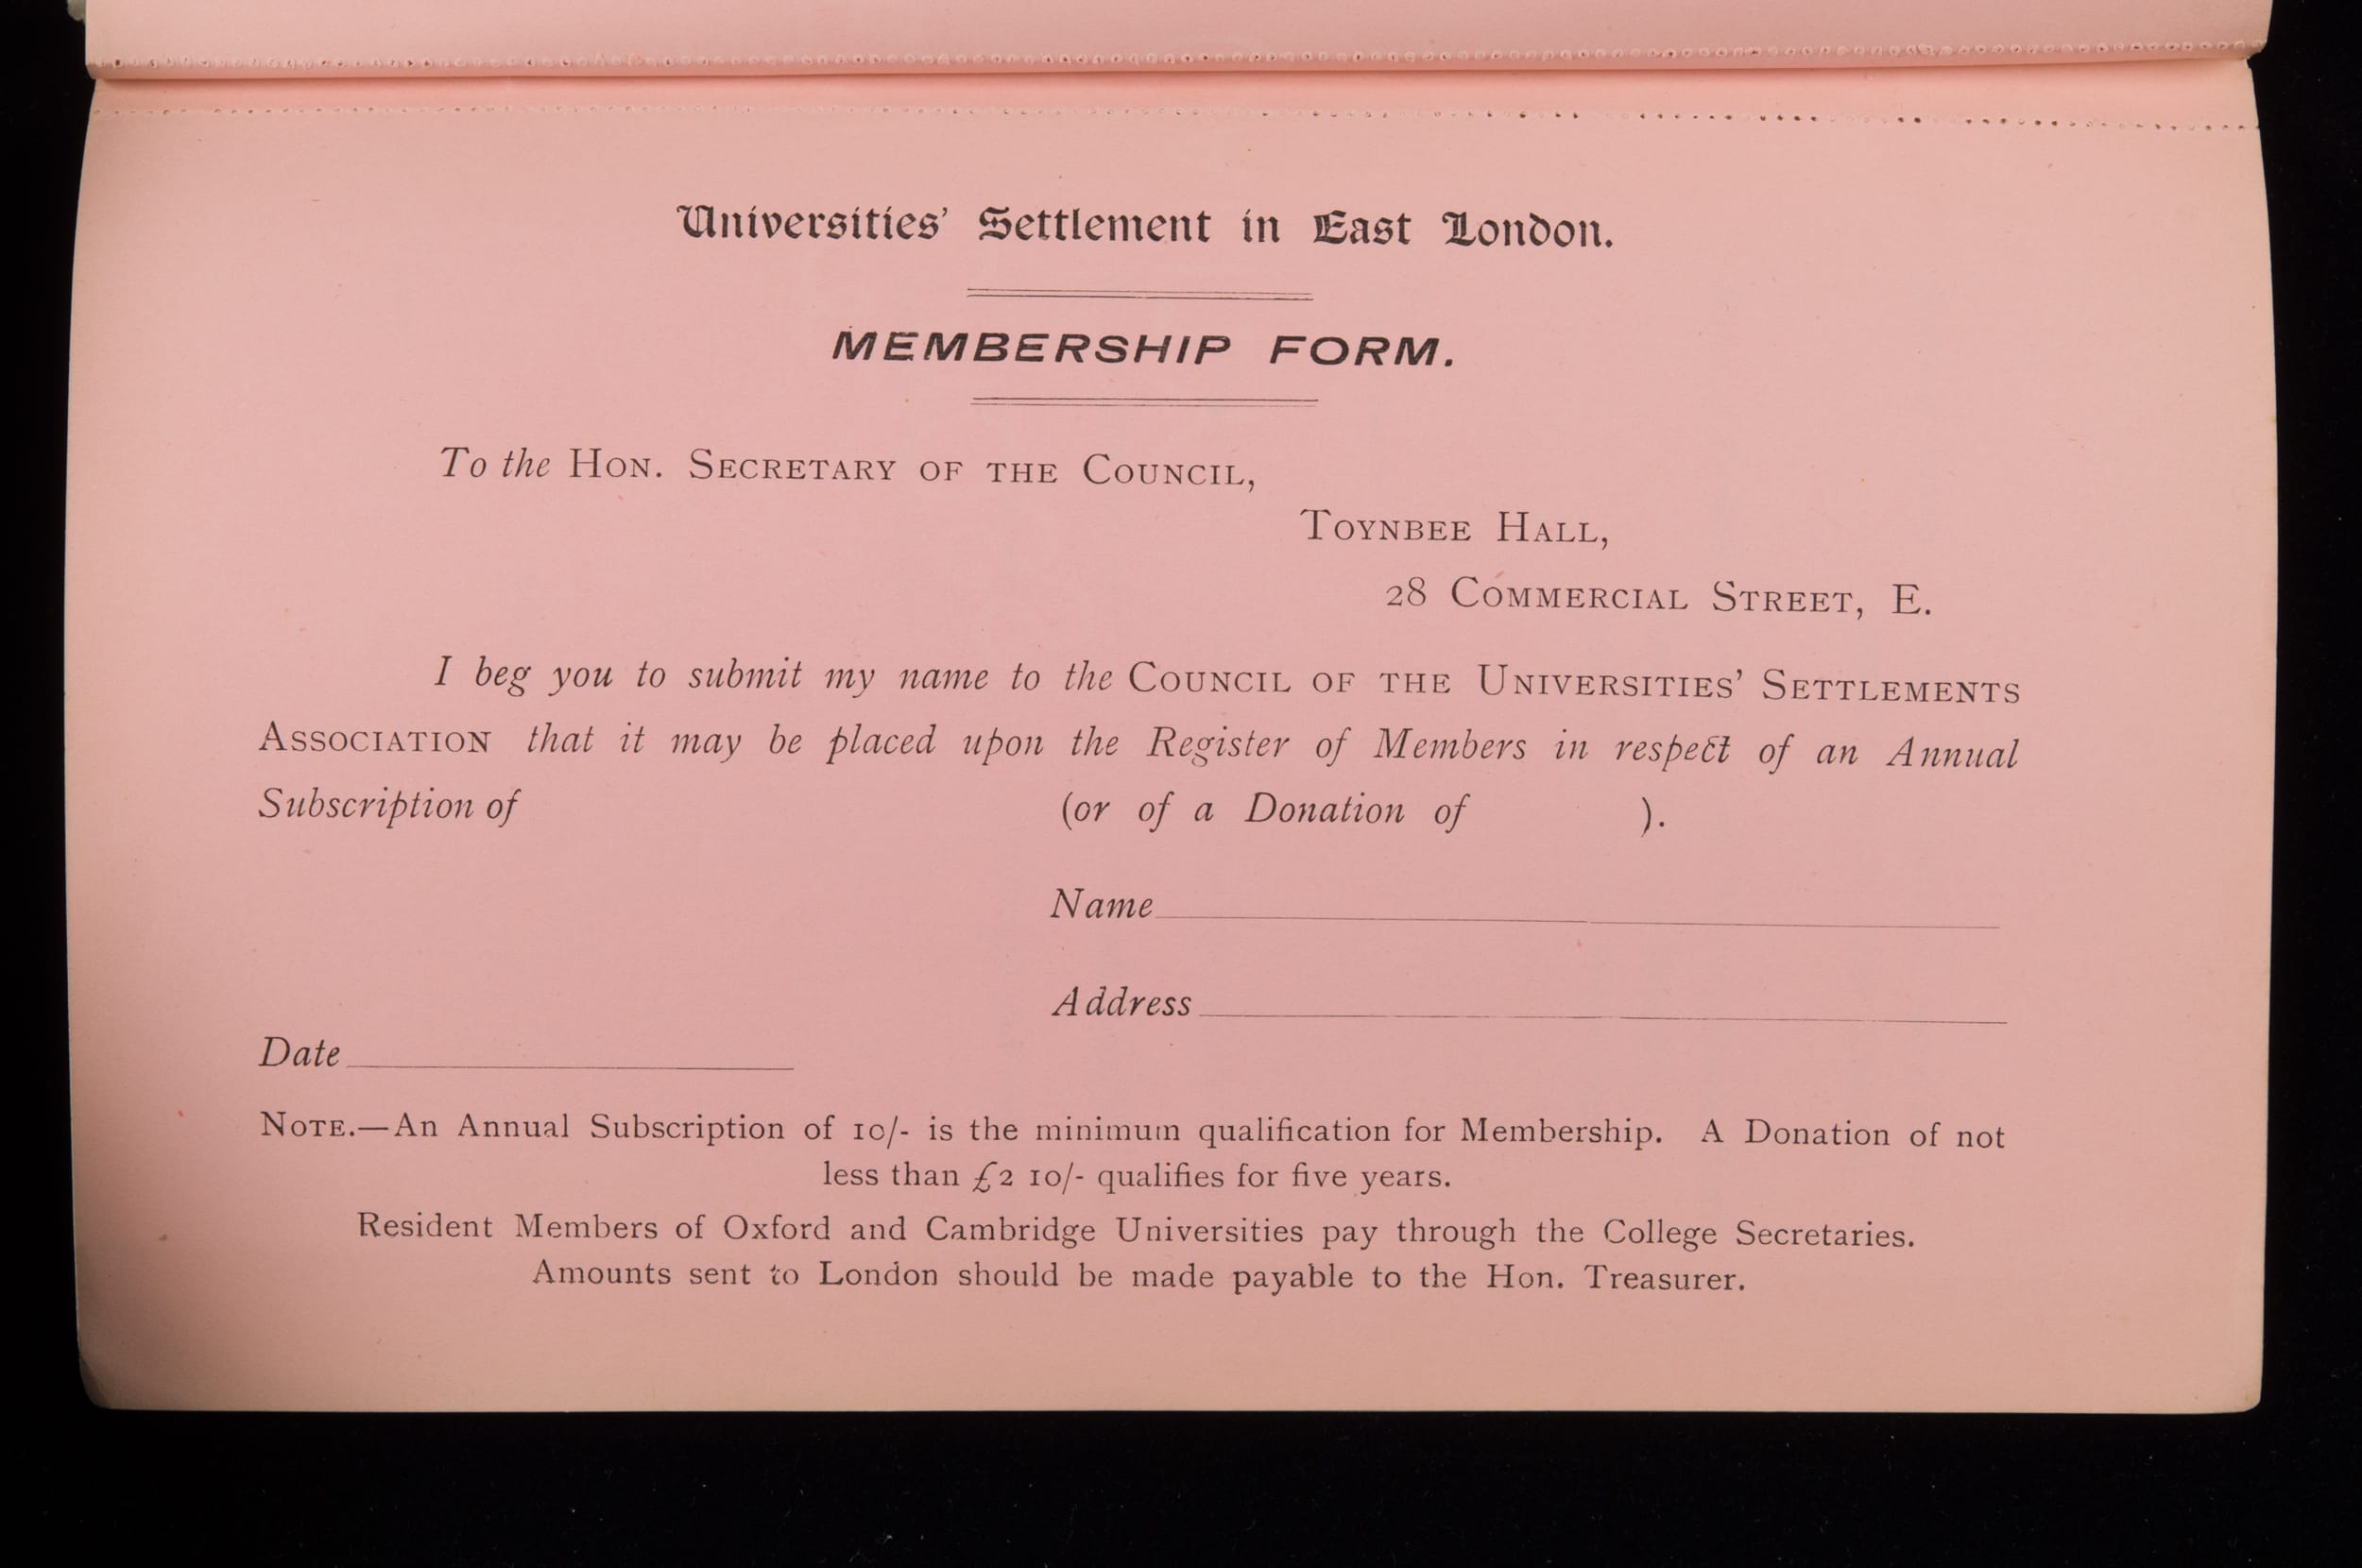 Universities' Settlement in East London.
MEMBERSHIP FORM.
To the HON. SECRETARY OF THE COUNCIL,
TOYNBEE HALL,
28 COMMERCIAL STREET, E.
I beg you to submit my name to the COUNCIL OF THE UNIVERSITIES' SETTLEMENTS
ASSOCIATION that it may be placed upon the Register of Members in respect of an Annual
Subscription of (or of a Donation of ).
Name
Address
Date
NOTE.—An Annual Subscription of 10/- is the minimum qualification for Membership. A Donation of not
less than £2 10/- qualifies for five years.
Resident Members of Oxford and Cambridge Universities pay through the College Secretaries.
Amounts sent to London should be made payable to the Hon. Treasurer.